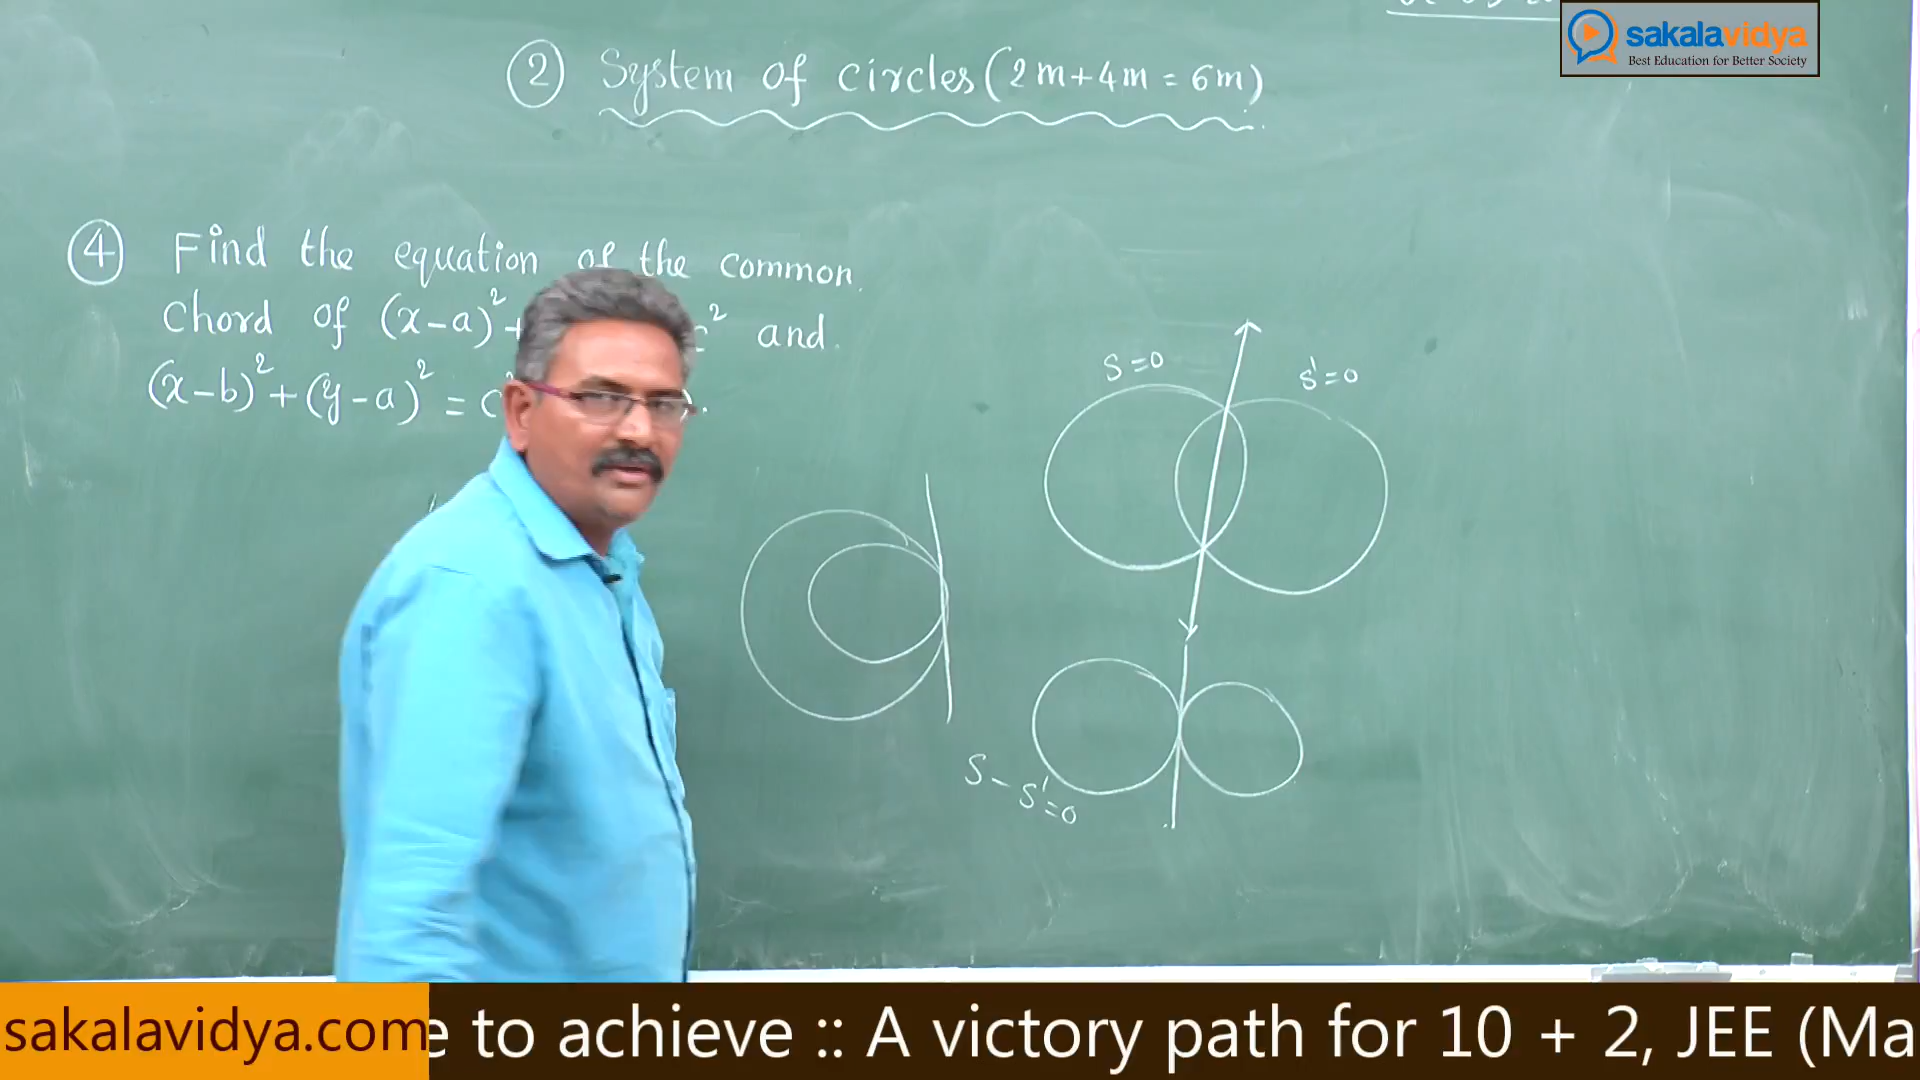 sakalavidya
Best Education for Better Society
② System of circles (2m+4m = 6m)
④ Find the equation of the common
chord of (x-a)²+ c² and
(x-b)²+(y-a)² = c
S=0
S'=0
S-S'=0
sakalavidya.com
e to achieve :: A victory path for 10 + 2, JEE (Ma